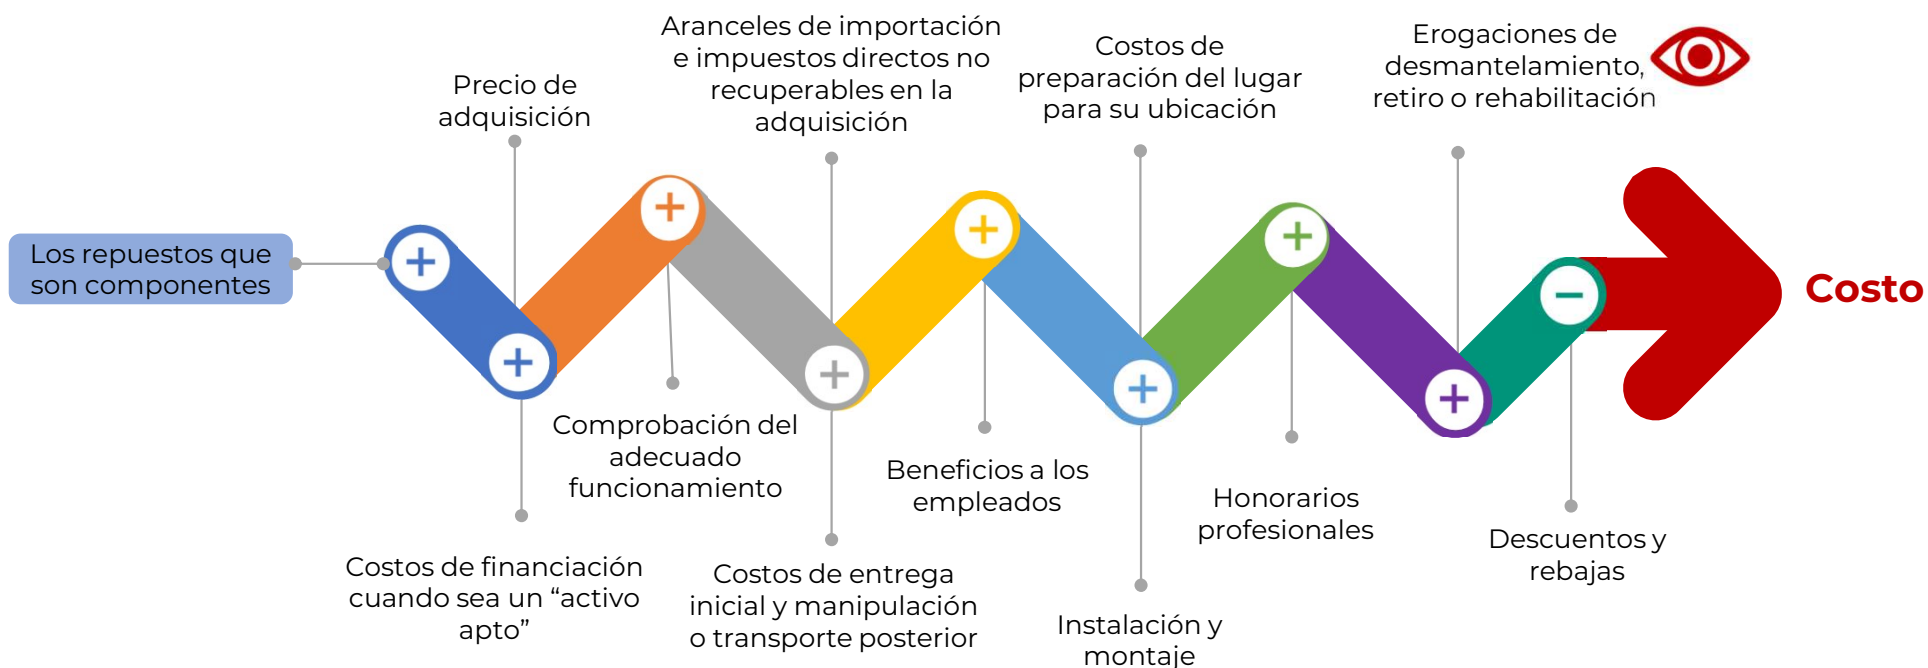 Los repuestos que
son componentes
Precio de
adquisición
Costos de financiación
cuando sea un “activo
apto”
Comprobación del
adecuado
funcionamiento
Aranceles de importación
e impuestos directos no
recuperables en la
adquisición
Costos de entrega
inicial y manipulación
o transporte posterior
Beneficios a los
empleados
Costos de
preparación del lugar
para su ubicación
Instalación y
montaje
Honorarios
profesionales
Erogaciones de
desmantelamiento,
retiro o rehabilitación
Descuentos y
rebajas
Costo